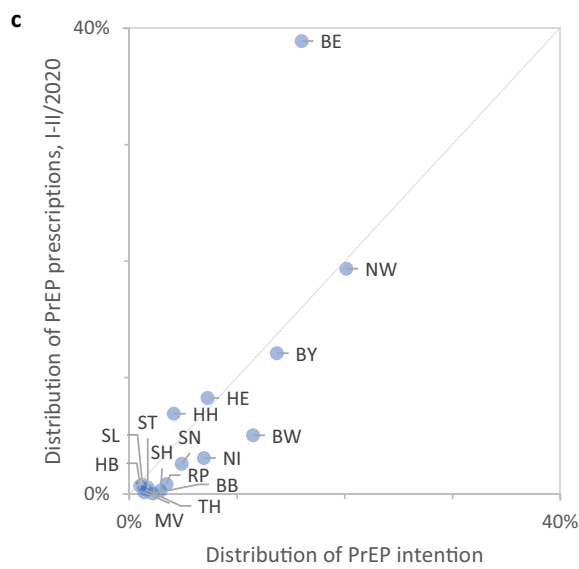 c
40%
Distribution of PrEP prescriptions, I-II/2020
BE
NW
BY
HE
HH
ST
SL
SN
BW
SH
NI
HB
RP
BB
0%
TH
MV
0%
40%
Distribution of PrEP intention